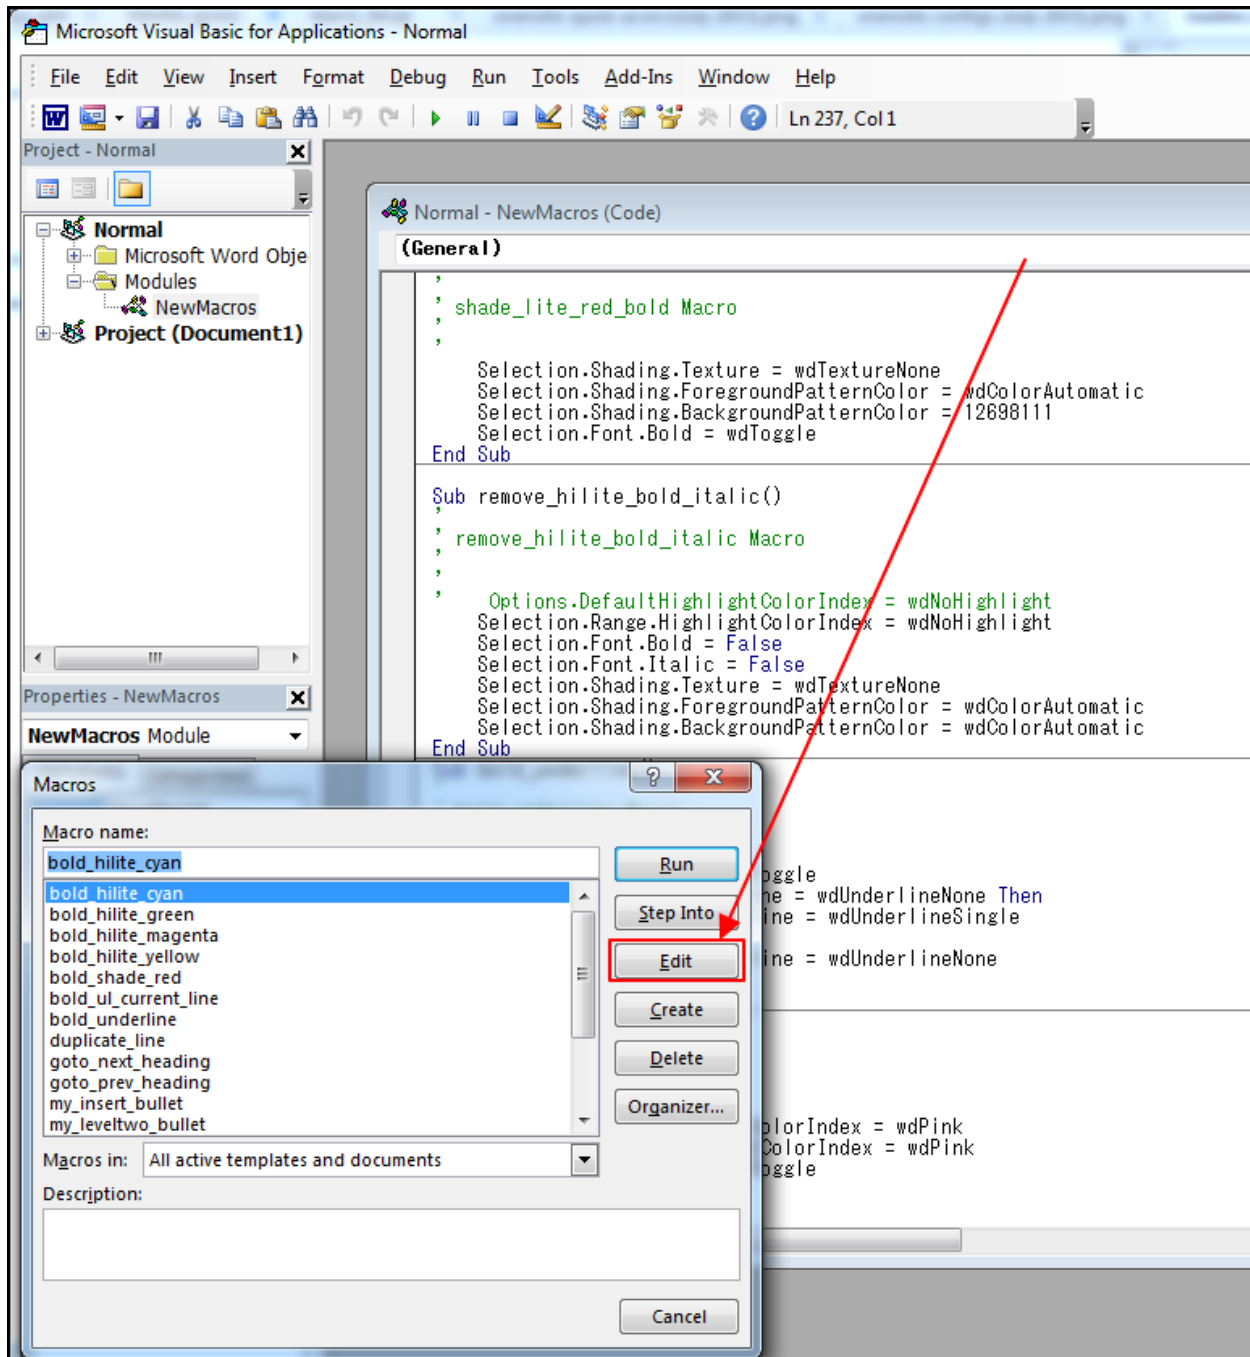 Microsoft Visual Basic for Applications - Normal
File Edit View Insert Format Debug Run Tools Add-Ins Window Help
Ln 237, Col 1
Project - Normal
Normal
Microsoft Word Obje
Modules
NewMacros
Project (Document1)
Properties - NewMacros
NewMacros Module
Normal - NewMacros (Code)
(General)
'
' shade_lite_red_bold Macro
'
'
Selection.Shading.Texture = wdTextureNone
Selection.Shading.ForegroundPatternColor = wdColorAutomatic
Selection.Shading.BackgroundPatternColor = 12698111
Selection.Font.Bold = wdToggle
End Sub
Sub remove_hilite_bold_italic()
'
' remove_hilite_bold_italic Macro
'
'
' Options.DefaultHighlightColorIndex = wdNoHighlight
Selection.Range.HighlightColorIndex = wdNoHighlight
Selection.Font.Bold = False
Selection.Font.Italic = False
Selection.Shading.Texture = wdTextureNone
Selection.Shading.ForegroundPatternColor = wdColorAutomatic
Selection.Shading.BackgroundPatternColor = wdColorAutomatic
End Sub
oggle
ne = wdUnderlineNone Then
ine = wdUnderlineSingle
ine = wdUnderlineNone
olorIndex = wdPink
ColorIndex = wdPink
oggle
Macros
Macro name:
bold_hilite_cyan
bold_hilite_cyan
bold_hilite_green
bold_hilite_magenta
bold_hilite_yellow
bold_shade_red
bold_ul_current_line
bold_underline
duplicate_line
goto_next_heading
goto_prev_heading
my_insert_bullet
my_leveltwo_bullet
Run
Step Into
Edit
Create
Delete
Organizer...
Macros in: All active templates and documents
Description:
Cancel